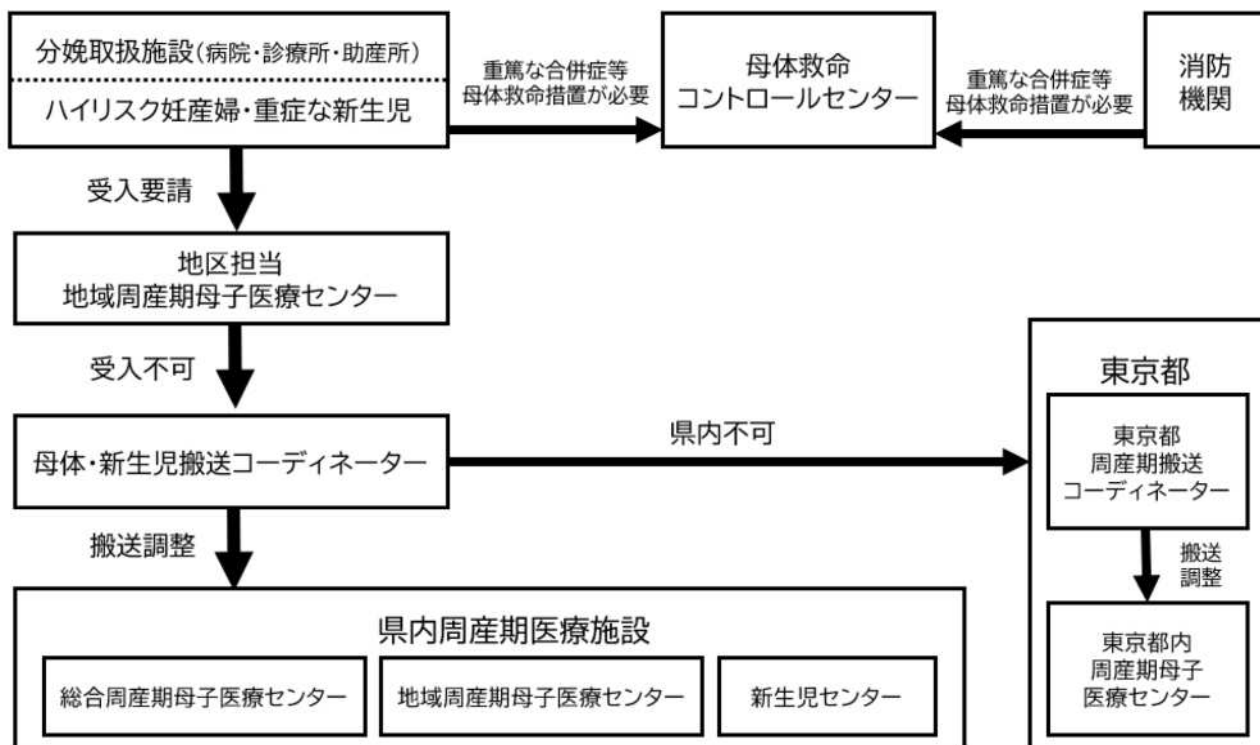 分娩取扱施設(病院・診療所・助産所)
ハイリスク妊産婦・重症な新生児
重篤な合併症等
母体救命措置が必要
母体救命
コントロールセンター
重篤な合併症等
母体救命措置が必要
消防
機関
受入要請
地区担当
地域周産期母子医療センター
受入不可
母体・新生児搬送コーディネーター
県内不可
東京都
東京都
周産期搬送
コーディネーター
搬送
調整
東京都内
周産期母子
医療センター
搬送調整
県内周産期医療施設
総合周産期母子医療センター
地域周産期母子医療センター
新生児センター